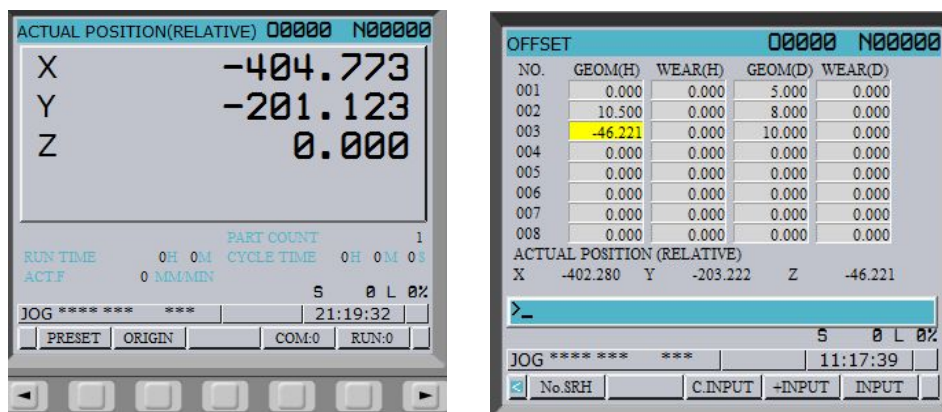 ACTUAL POSITION(RELATIVE) O0000 N00000
X -404.773
Y -201.123
Z 0.000
PART COUNT 1
RUN TIME 0H 0M CYCLE TIME 0H 0M 0S
ACT.F 0 MM/MIN
S 0 L 0%
JOG **** *** *** 21:19:32
PRESET ORIGIN COM:0 RUN:0
OFFSET O0000 N00000
NO. GEOM(H) WEAR(H) GEOM(D) WEAR(D)
001 0.000 0.000 5.000 0.000
002 10.500 0.000 8.000 0.000
003 -46.221 0.000 10.000 0.000
004 0.000 0.000 0.000 0.000
005 0.000 0.000 0.000 0.000
006 0.000 0.000 0.000 0.000
007 0.000 0.000 0.000 0.000
008 0.000 0.000 0.000 0.000
ACTUAL POSITION (RELATIVE)
X -402.280 Y -203.222 Z -46.221
>_
S 0 L 0%
JOG **** *** *** 11:17:39
< No.SRH C.INPUT +INPUT INPUT